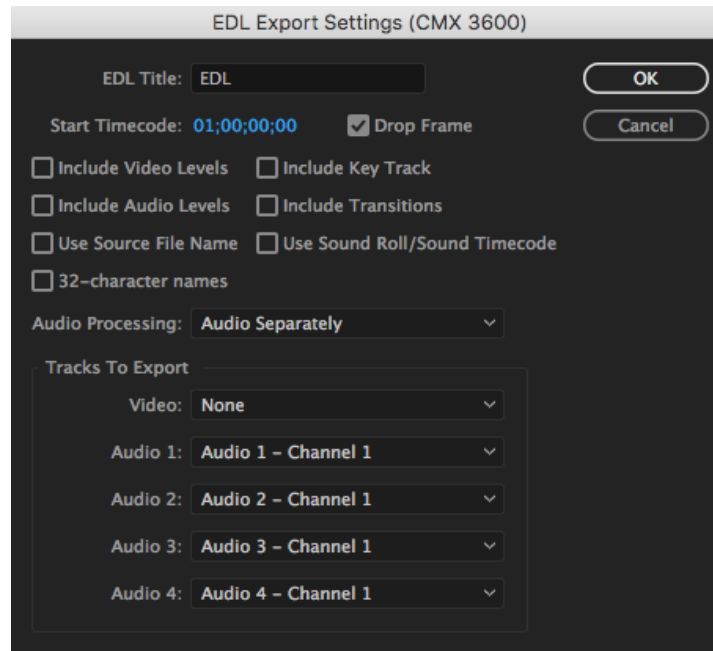 EDL Export Settings (CMX 3600)
EDL Title: EDL OK
Start Timecode: 01;00;00;00 Drop Frame Cancel
Include Video Levels Include Key Track
Include Audio Levels Include Transitions
Use Source File Name Use Sound Roll/Sound Timecode
32-character names
Audio Processing: Audio Separately
Tracks To Export
Video: None
Audio 1: Audio 1 – Channel 1
Audio 2: Audio 2 – Channel 1
Audio 3: Audio 3 – Channel 1
Audio 4: Audio 4 – Channel 1